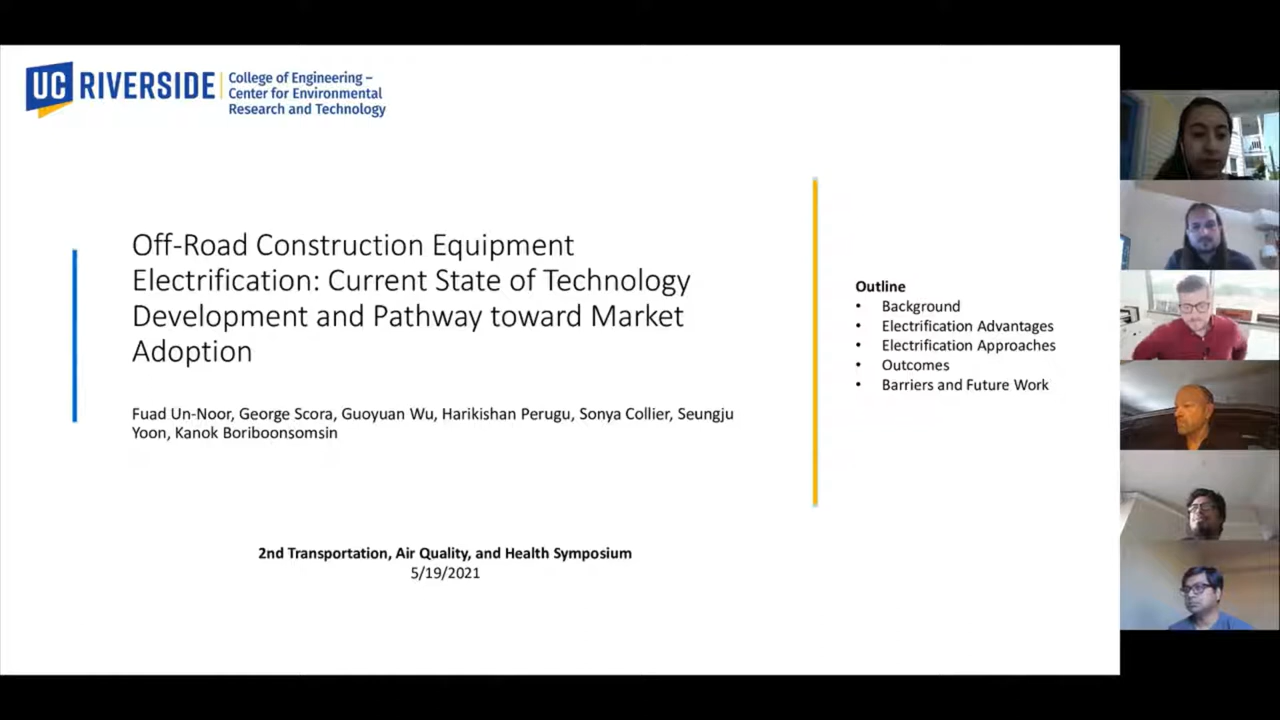 UC RIVERSIDE
College of Engineering –
Center for Environmental
Research and Technology
Off-Road Construction Equipment
Electrification: Current State of Technology
Development and Pathway toward Market
Adoption
Fuad Un-Noor, George Scora, Guoyuan Wu, Harikishan Perugu, Sonya Collier, Seungju
Yoon, Kanok Boriboonsomsin
2nd Transportation, Air Quality, and Health Symposium
5/19/2021
Outline
• Background
• Electrification Advantages
• Electrification Approaches
• Outcomes
• Barriers and Future Work